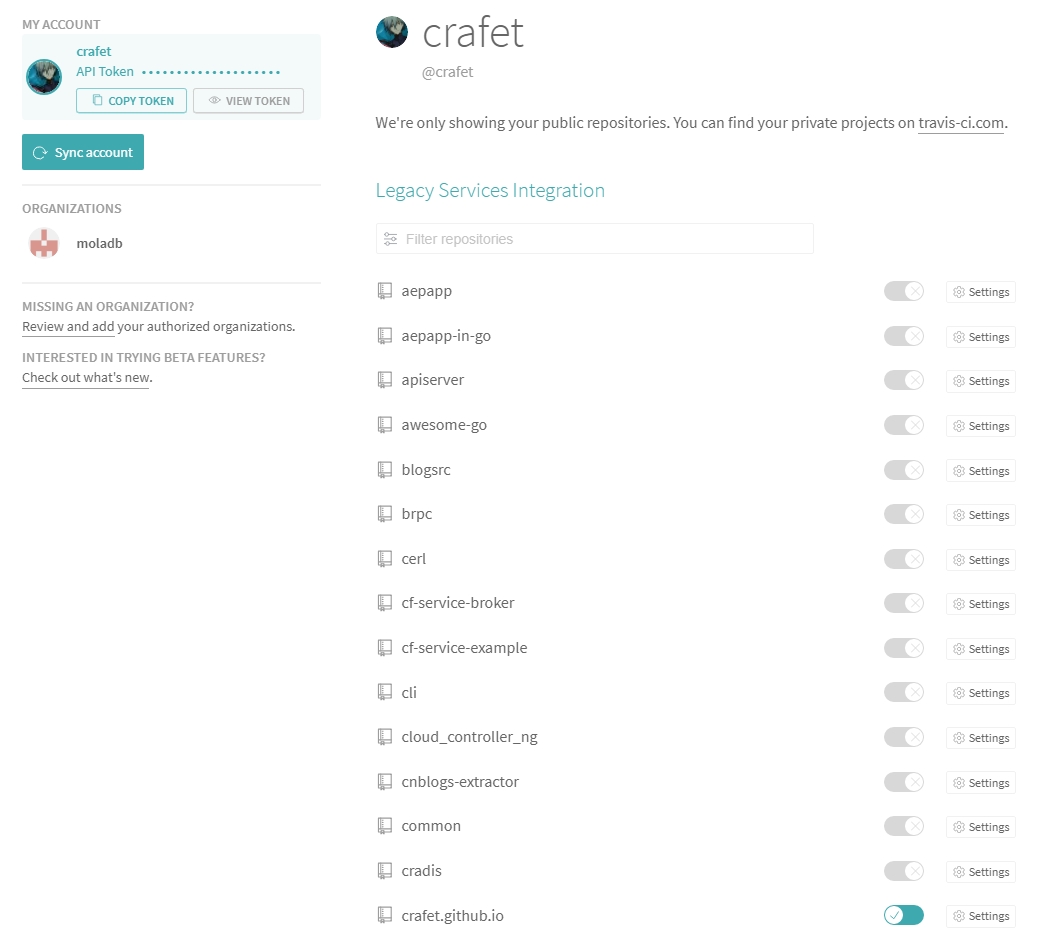 MY ACCOUNT
crafet
API Token ••••••••••••••••••••
COPY TOKEN
VIEW TOKEN
Sync account
ORGANIZATIONS
moladb
MISSING AN ORGANIZATION?
Review and add your authorized organizations.
INTERESTED IN TRYING BETA FEATURES?
Check out what's new.
crafet
@crafet
We're only showing your public repositories. You can find your private projects on travis-ci.com.
Legacy Services Integration
Filter repositories
aepapp Settings
aepapp-in-go Settings
apiserver Settings
awesome-go Settings
blogsrc Settings
brpc Settings
cerl Settings
cf-service-broker Settings
cf-service-example Settings
cli Settings
cloud_controller_ng Settings
cnblogs-extractor Settings
common Settings
cradis Settings
crafet.github.io Settings